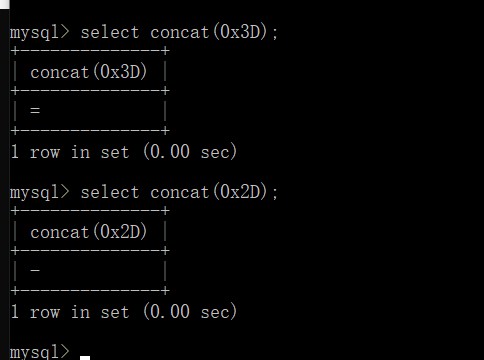 mysql> select concat(0x3D);
+--------------+
| concat(0x3D) |
+--------------+
| =            |
+--------------+
1 row in set (0.00 sec)
mysql> select concat(0x2D);
+--------------+
| concat(0x2D) |
+--------------+
| -            |
+--------------+
1 row in set (0.00 sec)
mysql>